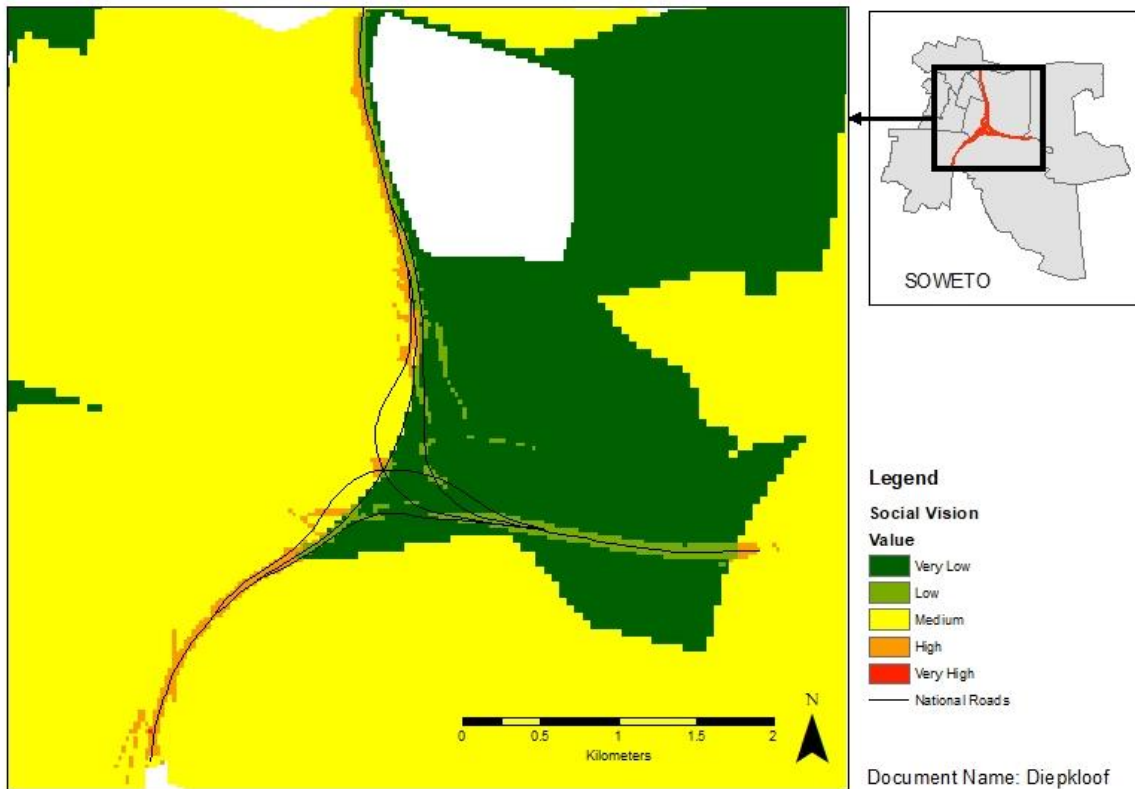 SOWETO
Legend
Social Vision
Value
Very Low
Low
Medium
High
Very High
National Roads
N
0 0.5 1 1.5 2
Kilometers
Document Name: Diepkloof